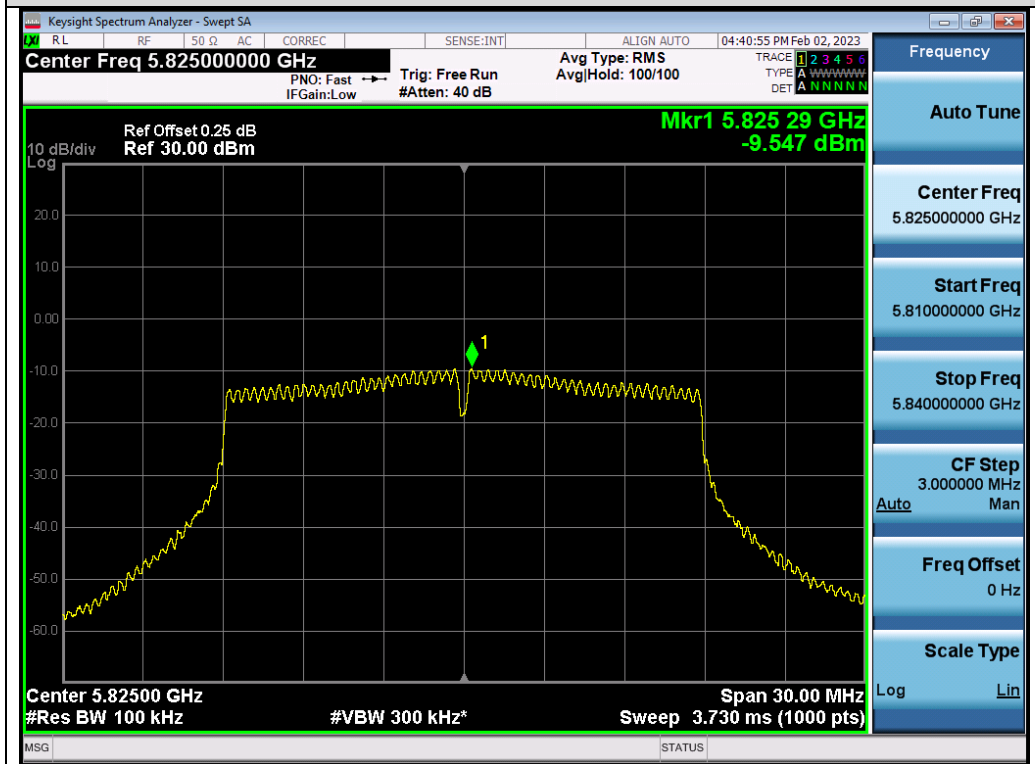 Keysight Spectrum Analyzer - Swept SA
LXI RL RF 50 Ω AC CORREC SENSE:INT ALIGN AUTO 04:40:55 PM Feb 02, 2023
Center Freq 5.825000000 GHz
PNO: Fast
IFGain:Low
Trig: Free Run
#Atten: 40 dB
Avg Type: RMS
Avg|Hold: 100/100
TRACE 1 2 3 4 5 6
TYPE A WWWWW
DET A N N N N N
Frequency
Auto Tune
Center Freq
5.825000000 GHz
Start Freq
5.810000000 GHz
Stop Freq
5.840000000 GHz
CF Step
3.000000 MHz
Auto Man
Freq Offset
0 Hz
Scale Type
Log Lin
Mkr1 5.825 29 GHz
-9.547 dBm
Ref Offset 0.25 dB
10 dB/div Ref 30.00 dBm
Log
20.0
10.0
0.00
1
-10.0
-20.0
-30.0
-40.0
-50.0
-60.0
Center 5.82500 GHz Span 30.00 MHz
#Res BW 100 kHz #VBW 300 kHz* Sweep 3.730 ms (1000 pts)
MSG STATUS